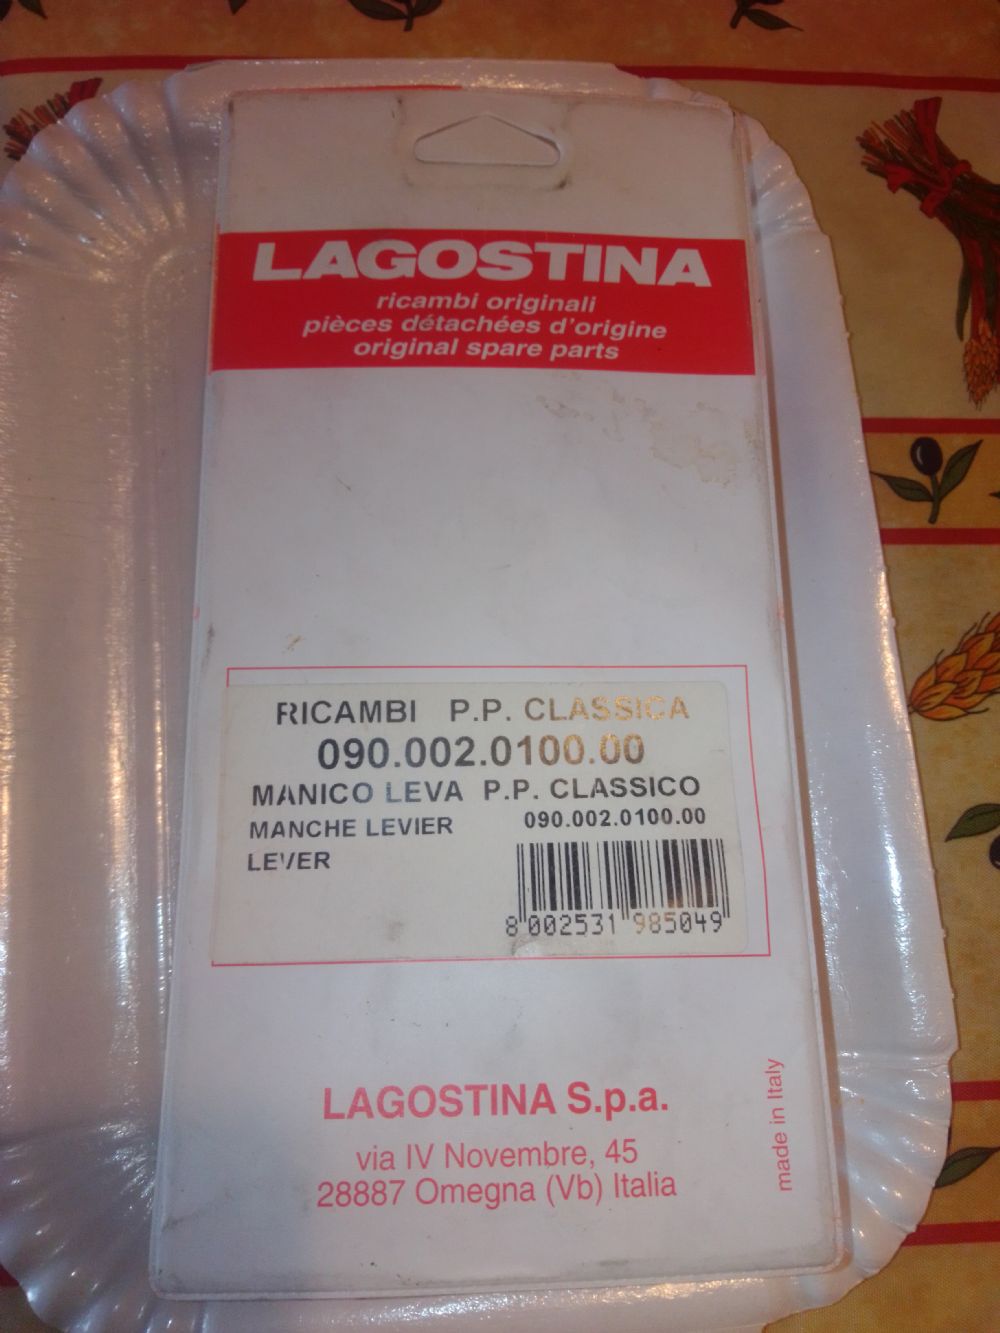 LAGOSTINA
ricambi originali
pièces détachées d'origine
original spare parts
RICAMBI P.P. CLASSICA
090.002.0100.00
MANICO LEVA P.P. CLASSICO
MANCHE LEVIER 090.002.0100.00
LEVER
8 002531 985049
LAGOSTINA S.p.a.
via IV Novembre, 45
28887 Omegna (Vb) Italia
made in Italy